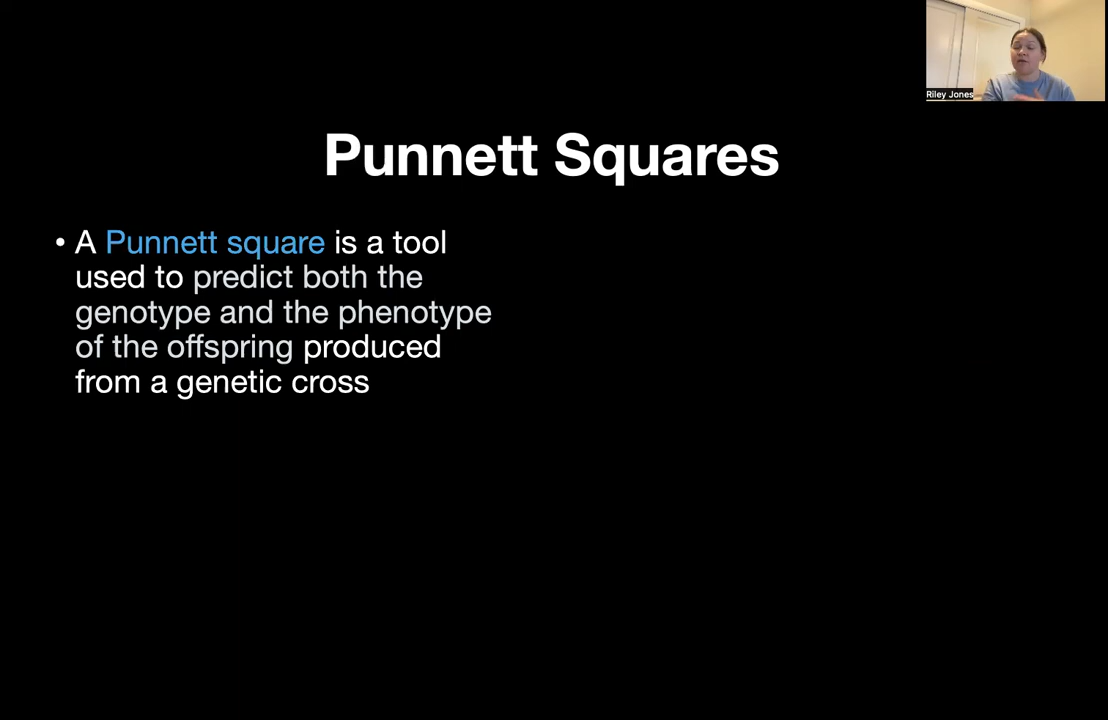 Riley Jones
Punnett Squares
• A Punnett square is a tool
used to predict both the
genotype and the phenotype
of the offspring produced
from a genetic cross